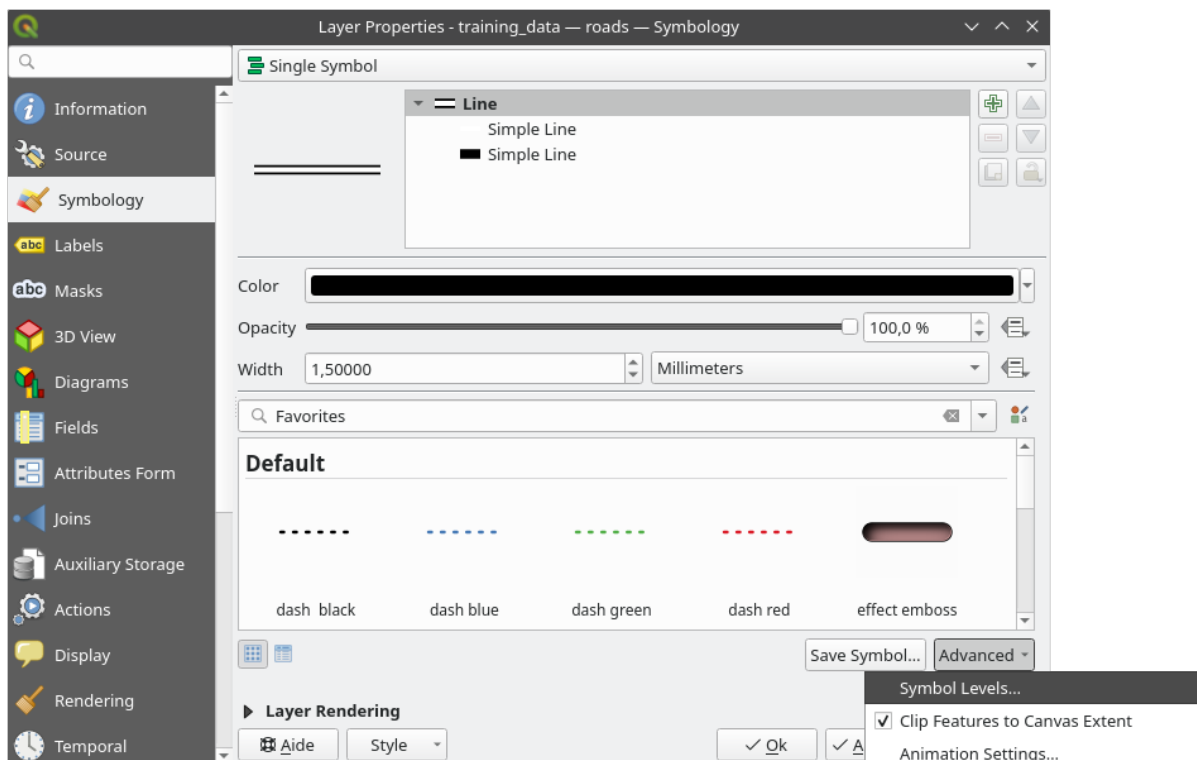 Layer Properties - training_data — roads — Symbology
Single Symbol
Information
Source
Symbology
abc Labels
abc Masks
3D View
Diagrams
Fields
Attributes Form
Joins
Auxiliary Storage
Actions
Display
Rendering
Temporal
Line
Simple Line
Simple Line
Color
Opacity 100,0 %
Width 1,50000 Millimeters
Favorites
Default
dash black dash blue dash green dash red effect emboss
Save Symbol... Advanced
Symbol Levels...
Clip Features to Canvas Extent
Animation Settings...
Layer Rendering
Aide Style Ok A